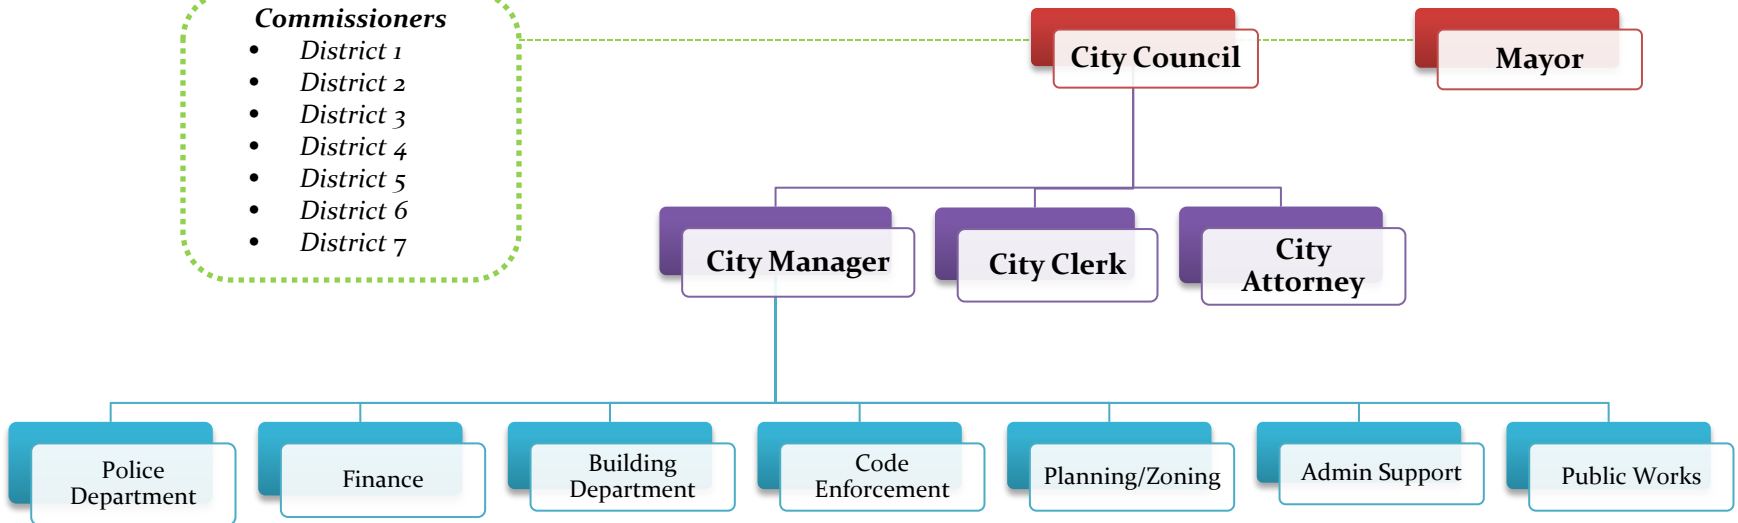 Commissioners
• District 1
• District 2
• District 3
• District 4
• District 5
• District 6
• District 7
City Council
Mayor
City Manager
City Clerk
City
Attorney
Police
Department
Finance
Building
Department
Code
Enforcement
Planning/Zoning
Admin Support
Public Works